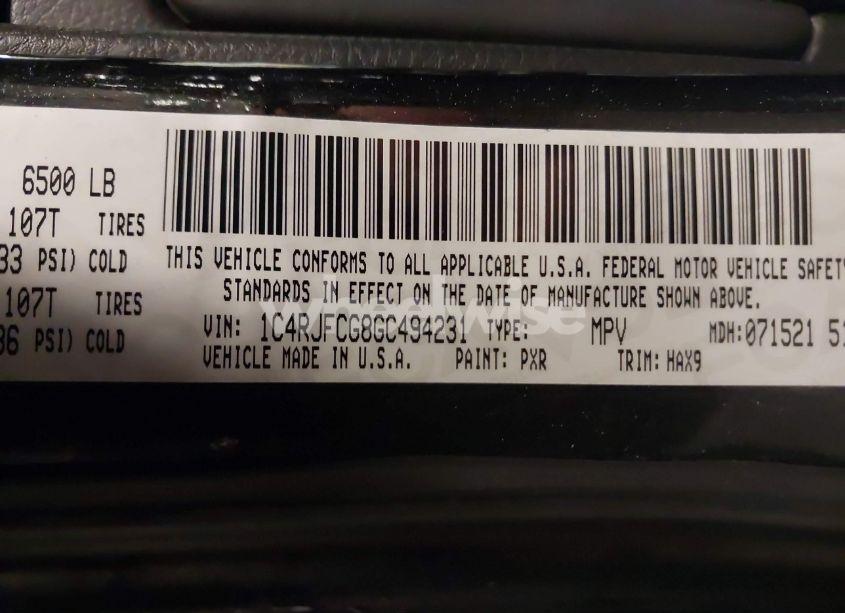 6500 LB
107T TIRES
33 PSI) COLD
107T TIRES
36 PSI) COLD
THIS VEHICLE CONFORMS TO ALL APPLICABLE U.S.A. FEDERAL MOTOR VEHICLE SAFETY
STANDARDS IN EFFECT ON THE DATE OF MANUFACTURE SHOWN ABOVE.
VIN: 1C4RJFCG8GC494231 TYPE: MPV MDH:071521 51
VEHICLE MADE IN U.S.A. PAINT: PXR TRIM: HAX9